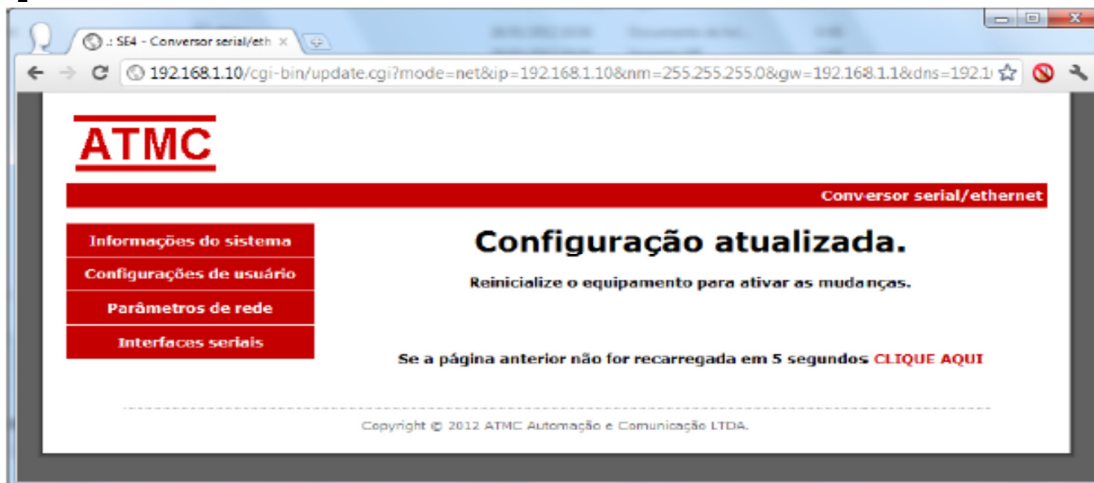 .: SE4 - Conversor serial/eth
192.168.1.10/cgi-bin/update.cgi?mode=net&ip=192.168.1.10&nm=255.255.255.0&gw=192.168.1.1&dns=192.1
ATMC
Conversor serial/ethernet
Informações do sistema
Configurações de usuário
Parâmetros de rede
Interfaces seriais
Configuração atualizada.
Reinicialize o equipamento para ativar as mudanças.
Se a página anterior não for recarregada em 5 segundos CLIQUE AQUI
Copyright © 2012 ATMC Automação e Comunicação LTDA.